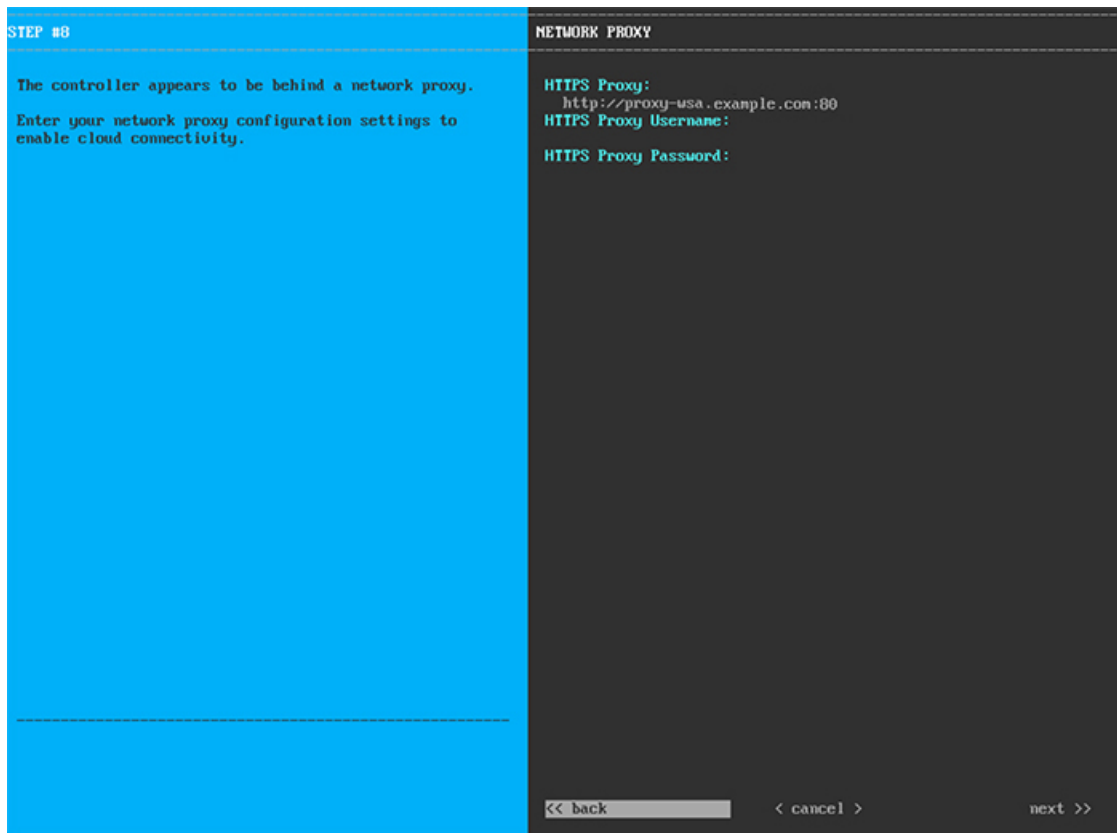 STEP #8
The controller appears to be behind a network proxy.
Enter your network proxy configuration settings to
enable cloud connectivity.
NETWORK PROXY
HTTPS Proxy:
http://proxy-wsa.example.com:80
HTTPS Proxy Username:
HTTPS Proxy Password:
<< back
< cancel >
next >>